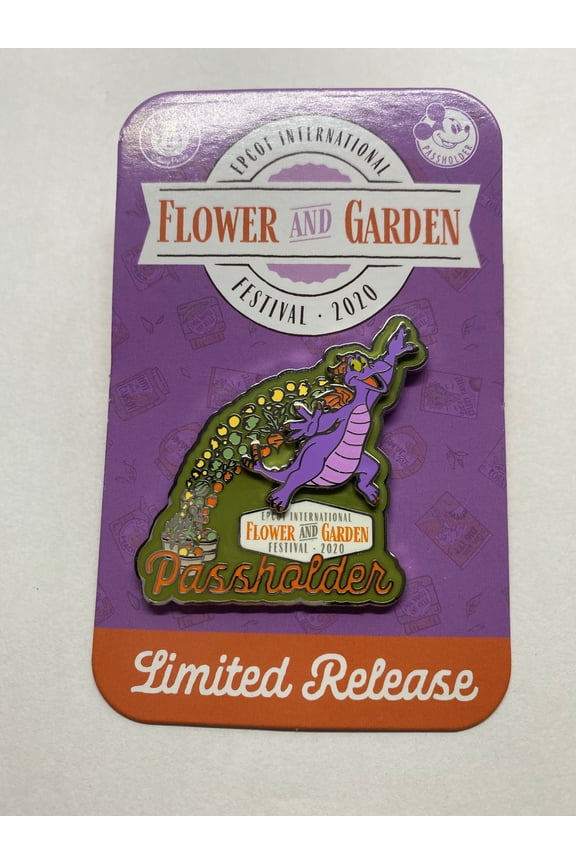 PASSHOLDER
EPCOT INTERNATIONAL
FLOWER AND GARDEN
FESTIVAL · 2020
EPCOT INTERNATIONAL
FLOWER AND GARDEN
FESTIVAL · 2020
Passholder
Limited Release